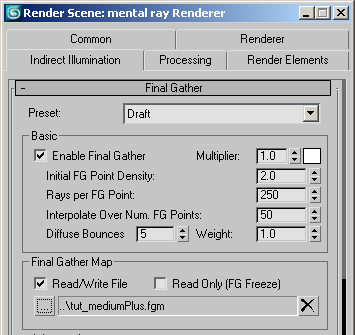 Render Scene: mental ray Renderer
Common Renderer
Indirect Illumination Processing Render Elements
- Final Gather
Preset: Draft
Basic
Enable Final Gather Multiplier: 1.0
Initial FG Point Density: 2.0
Rays per FG Point: 250
Interpolate Over Num. FG Points: 50
Diffuse Bounces 5 Weight: 1.0
Final Gather Map
Read/Write File Read Only (FG Freeze)
... ..\tut_mediumPlus.fgm